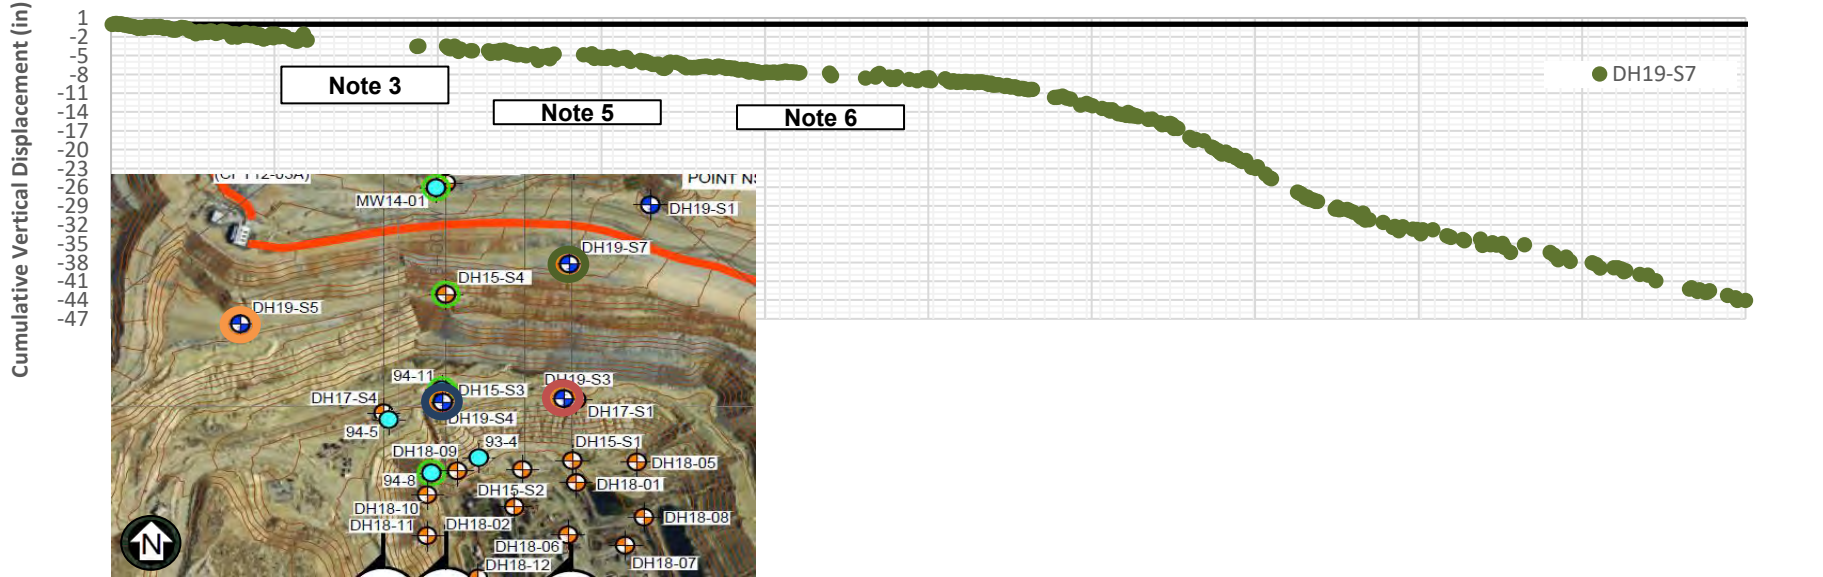 Cumulative Vertical Displacement (in)
1
-2
-5
-8
-11
-14
-17
-20
-23
-26
-29
-32
-35
-38
-41
-44
-47
Note 3
Note 5
Note 6
DH19-S7
POINT
MW14-01
DH19-S1
DH19-S7
DH15-S4
DH19-S5
94-11
DH15-S3
DH19-S3
DH17-S4
DH19-S4
DH17-S1
94-5
93-4
DH15-S1
DH18-09
DH18-05
94-8
DH15-S2
DH18-01
DH18-10
DH18-11
DH18-02
DH18-08
DH18-06
DH18-12
DH18-07
N